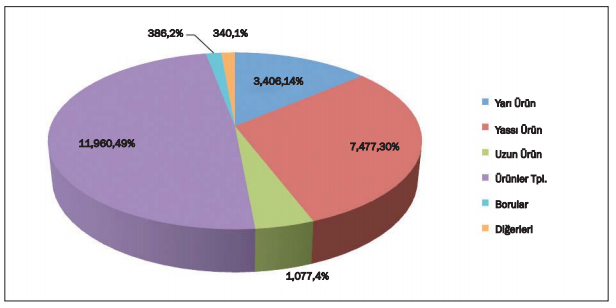 386,2%
340,1%
3,406,14%
7,477,30%
11,960,49%
1,077,4%
Yarı Ürün
Yassı Ürün
Uzun Ürün
Ürünler Tpl.
Borular
Diğerleri